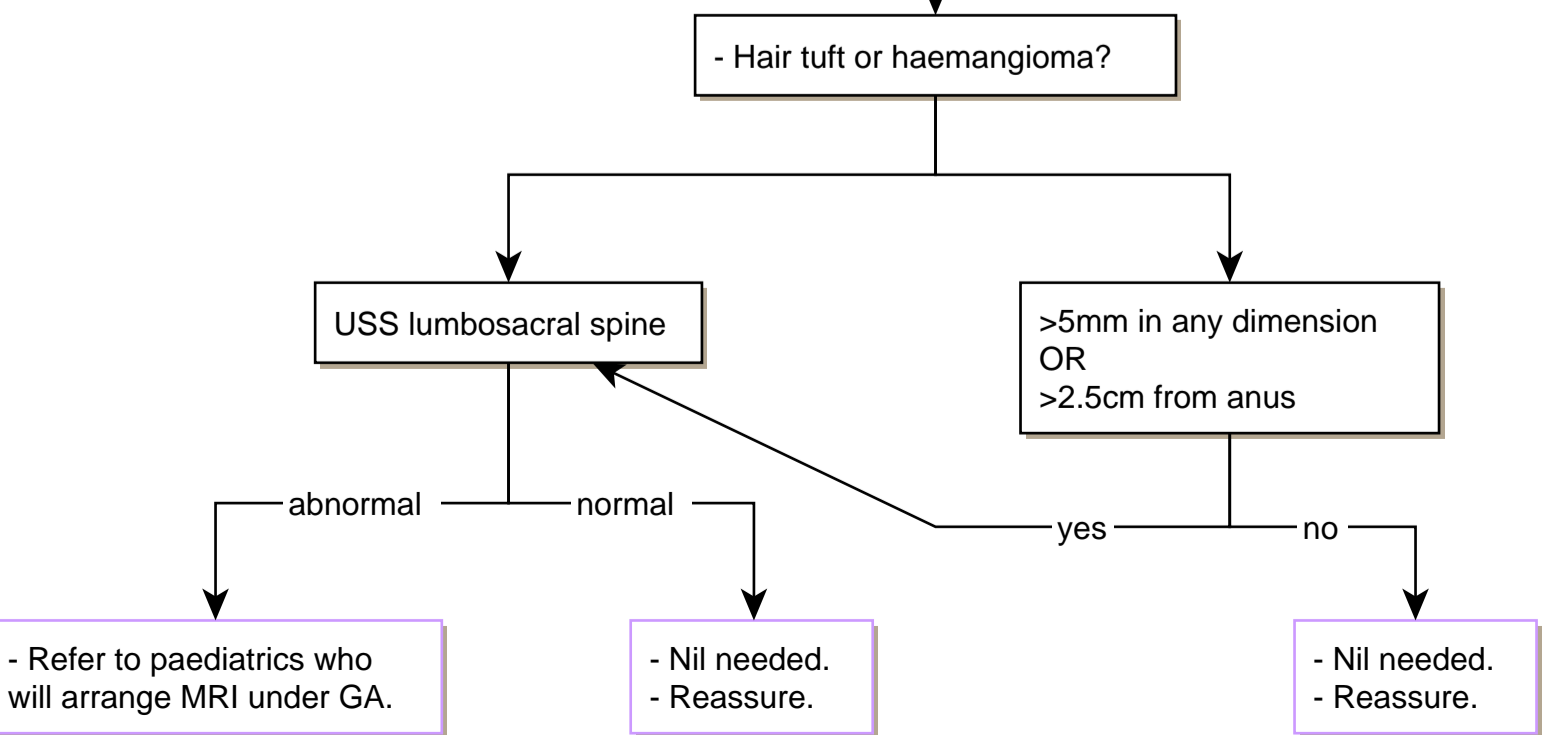 - Hair tuft or haemangioma?
USS lumbosacral spine
>5mm in any dimension
OR
>2.5cm from anus
abnormal
normal
yes
no
- Refer to paediatrics who
will arrange MRI under GA.
- Nil needed.
- Reassure.
- Nil needed.
- Reassure.